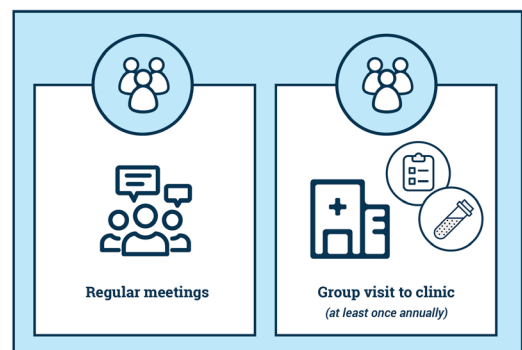 Regular meetings
Group visit to clinic
(at least once annually)